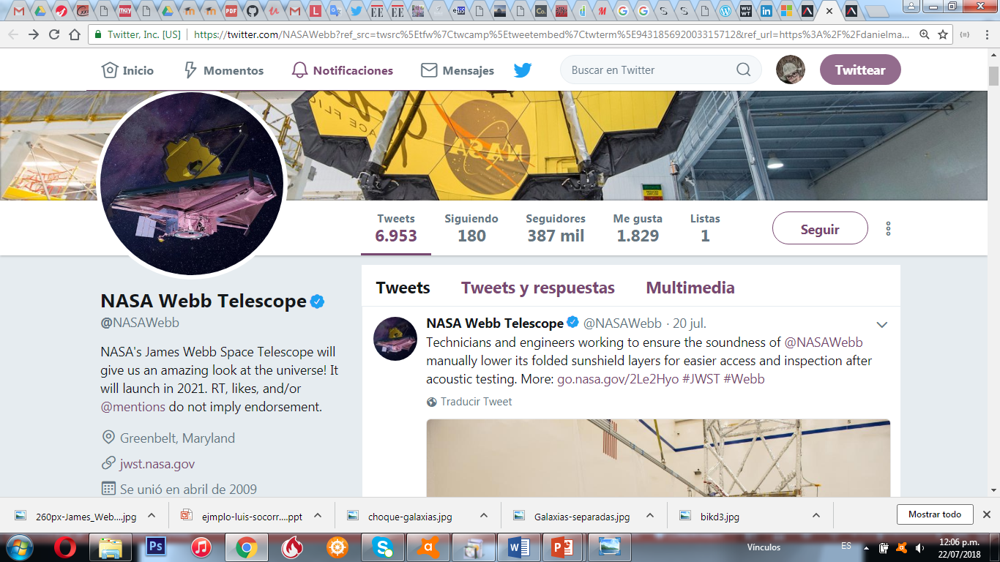 Twitter, Inc. [US] https://twitter.com/NASAWebb?ref_src=twsrc%5Etfw%7Ctwcamp%5Etweetembed%7Ctwterm%5E943185692003315712&ref_url=https%3A%2F%2Fdanielma...
Inicio Momentos Notificaciones Mensajes Buscar en Twitter Twittear
NASA
Tweets Siguiendo Seguidores Me gusta Listas
6.953 180 387 mil 1.829 1
Seguir
Tweets Tweets y respuestas Multimedia
NASA Webb Telescope
@NASAWebb
NASA's James Webb Space Telescope will
give us an amazing look at the universe! It
will launch in 2021. RT, likes, and/or
@mentions do not imply endorsement.
Greenbelt, Maryland
jwst.nasa.gov
Se unió en abril de 2009
NASA Webb Telescope @NASAWebb · 20 jul.
Technicians and engineers working to ensure the soundness of @NASAWebb
manually lower its folded sunshield layers for easier access and inspection after
acoustic testing. More: go.nasa.gov/2Le2Hyo #JWST #Webb
Traducir Tweet
260px-James_Web....jpg ejmplo-luis-socorr....ppt choque-galaxias.jpg Galaxias-separadas.jpg bikd3.jpg Mostrar todo
Vínculos ES 12:06 p.m.
22/07/2018